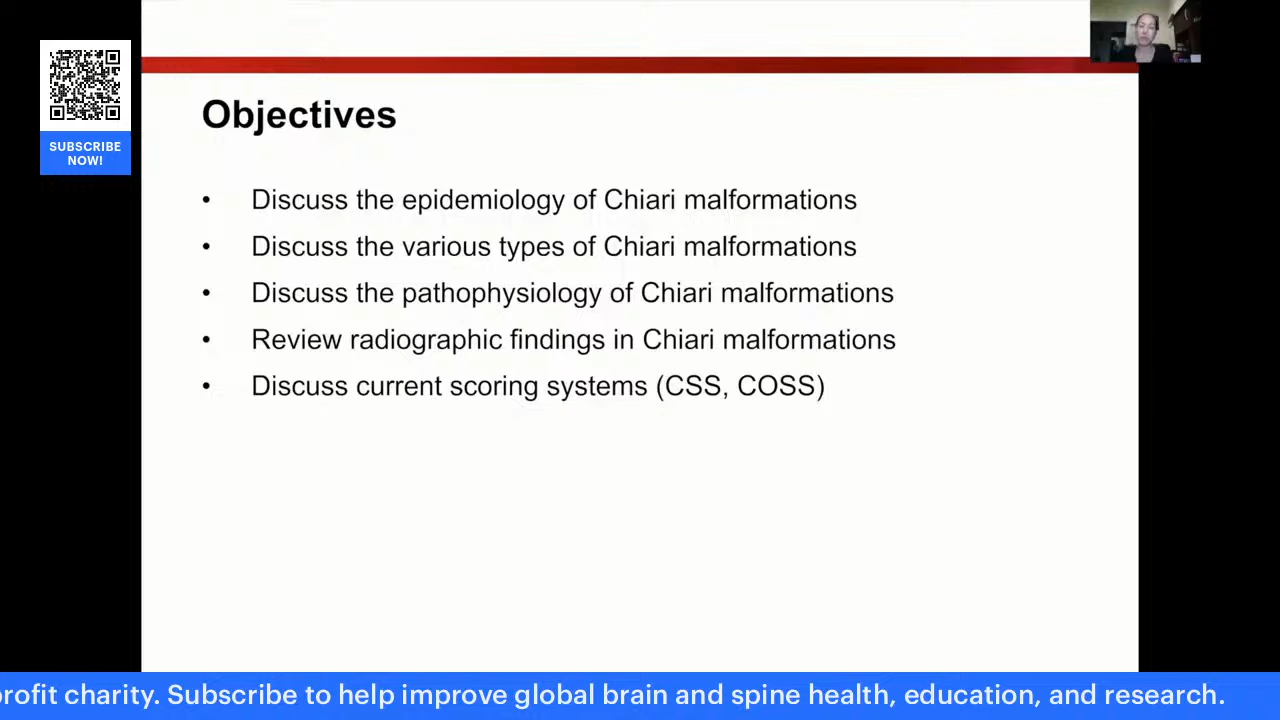 SUBSCRIBE
NOW!
Objectives
• Discuss the epidemiology of Chiari malformations
• Discuss the various types of Chiari malformations
• Discuss the pathophysiology of Chiari malformations
• Review radiographic findings in Chiari malformations
• Discuss current scoring systems (CSS, COSS)
profit charity. Subscribe to help improve global brain and spine health, education, and research.